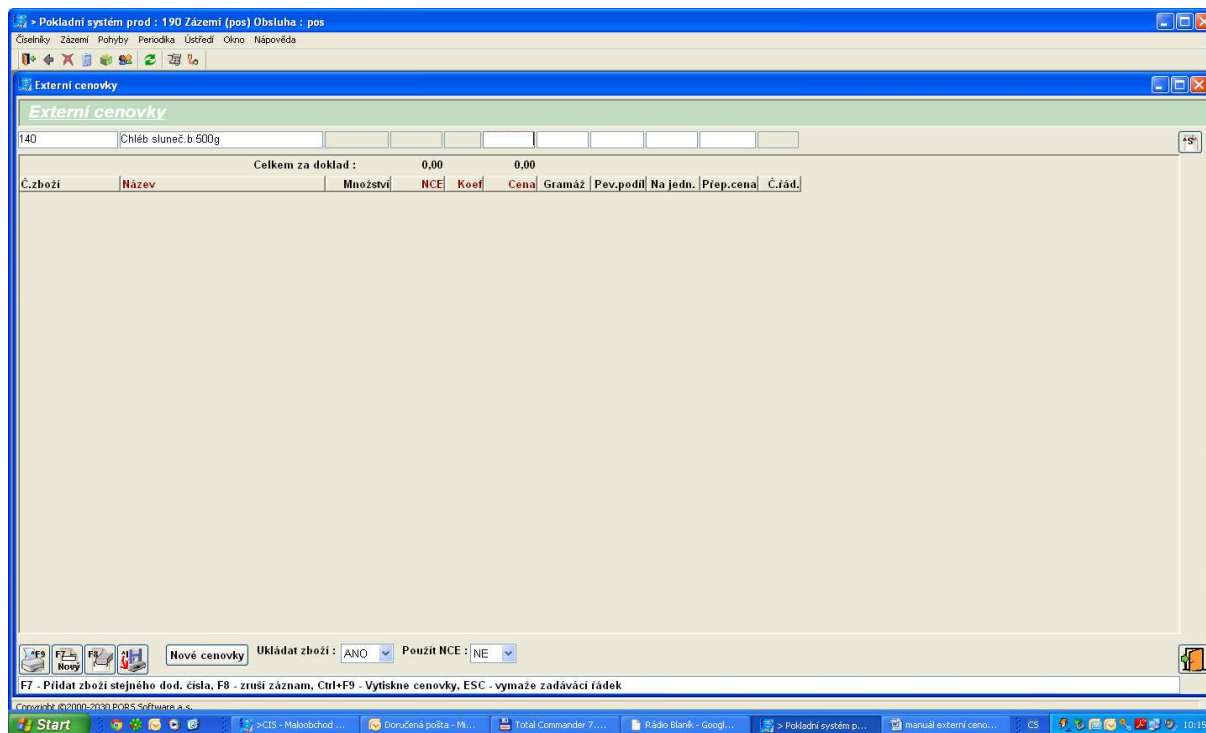 > Pokladní systém prod : 190 Zázemí (pos) Obsluha : pos
Číselníky Zázemí Pohyby Periodika Ústředí Okno Nápověda
Externí cenovky
Externí cenovky
140 Chléb sluneč.b 500g
^S
Celkem za doklad : 0,00 0,00
Č.zboží Název Množství NCE Koef Cena Gramáž Pev.podíl Na jedn. Přep.cena Č.řád.
^F9 F7 Nový F8 Nové cenovky Ukládat zboží : ANO Použít NCE : NE
F7 - Přidat zboží stejného dod. čísla, F8 - zruší záznam, Ctrl+F9 - Vytiskne cenovky, ESC - vymaže zadávácí řádek
Copyright ©2000-2030 PORS Software a.s.
Start >CIS - Maloobchod ... Doručená pošta - Mi... Total Commander 7.... Rádio Blaník - Googl... > Pokladní systém p... manuál externí ceno... CS 10:15